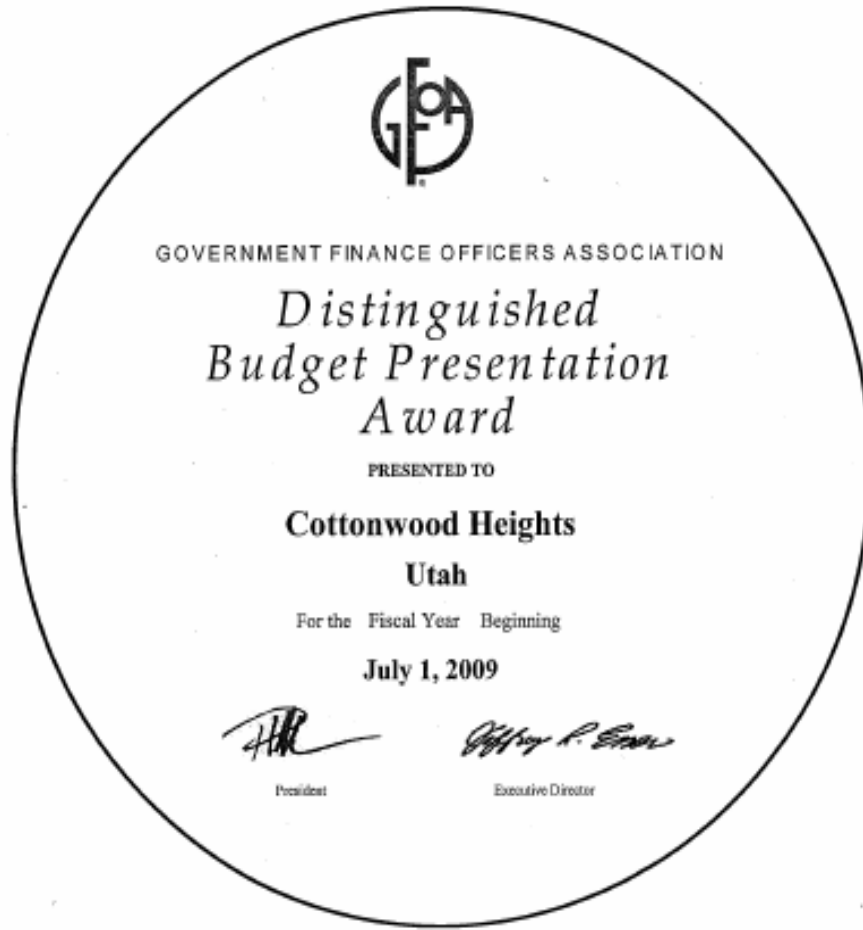 GFOA
GOVERNMENT FINANCE OFFICERS ASSOCIATION
Distinguished
Budget Presentation
Award
PRESENTED TO
Cottonwood Heights
Utah
For the Fiscal Year Beginning
July 1, 2009
Jeffrey R.
President Executive Director